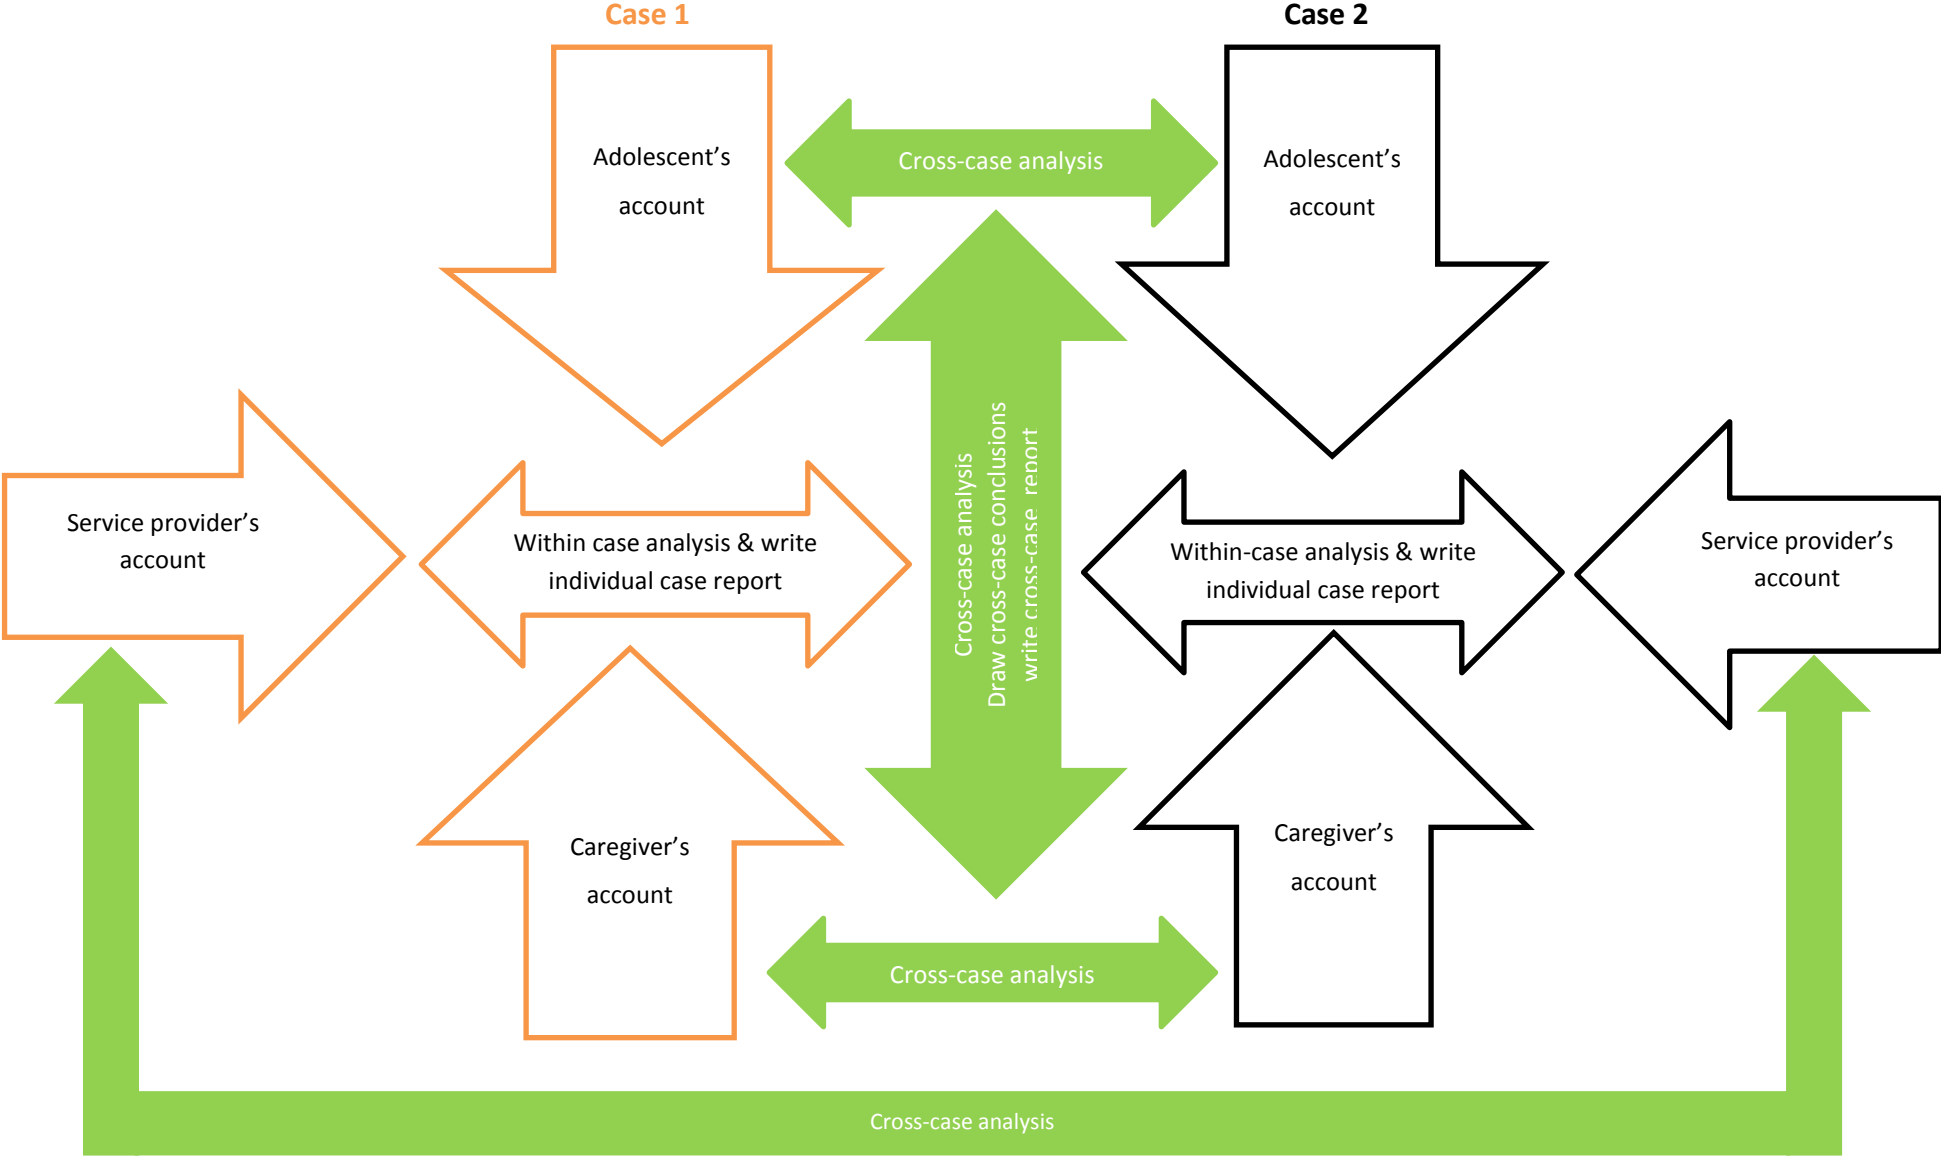 Case 1
Case 2
Adolescent's
account
Cross-case analysis
Adolescent's
account
Service provider's
account
Within case analysis & write
individual case report
Cross-case analysis
Draw cross-case conclusions
write cross-case report
Within-case analysis & write
individual case report
Service provider's
account
Caregiver's
account
Caregiver's
account
Cross-case analysis
Cross-case analysis